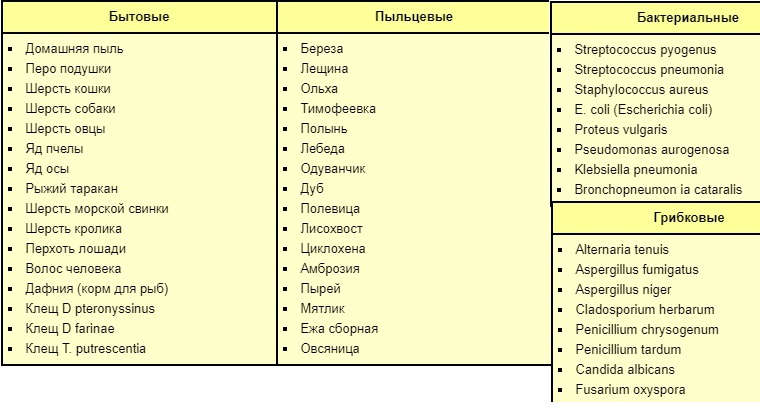 Бытовые
Домашняя пыль
Перо подушки
Шерсть кошки
Шерсть собаки
Шерсть овцы
Яд пчелы
Яд осы
Рыжий таракан
Шерсть морской свинки
Шерсть кролика
Перхоть лошади
Волос человека
Дафния (корм для рыб)
Клещ D pteronyssinus
Клещ D farinae
Клещ T. putrescentia
Пыльцевые
Береза
Лещина
Ольха
Тимофеевка
Полынь
Лебеда
Одуванчик
Дуб
Полевица
Лисохвост
Циклохена
Амброзия
Пырей
Мятлик
Ежа сборная
Овсяница
Бактериальные
Streptococcus pyogenus
Streptococcus pneumonia
Staphylococcus aureus
E. coli (Escherichia coli)
Proteus vulgaris
Pseudomonas aurogenosa
Klebsiella pneumonia
Bronchopneumon ia cataralis
Грибковые
Alternaria tenuis
Aspergillus fumigatus
Aspergillus niger
Cladosporium herbarum
Penicillium chrysogenum
Penicillium tardum
Candida albicans
Fusarium oxyspora